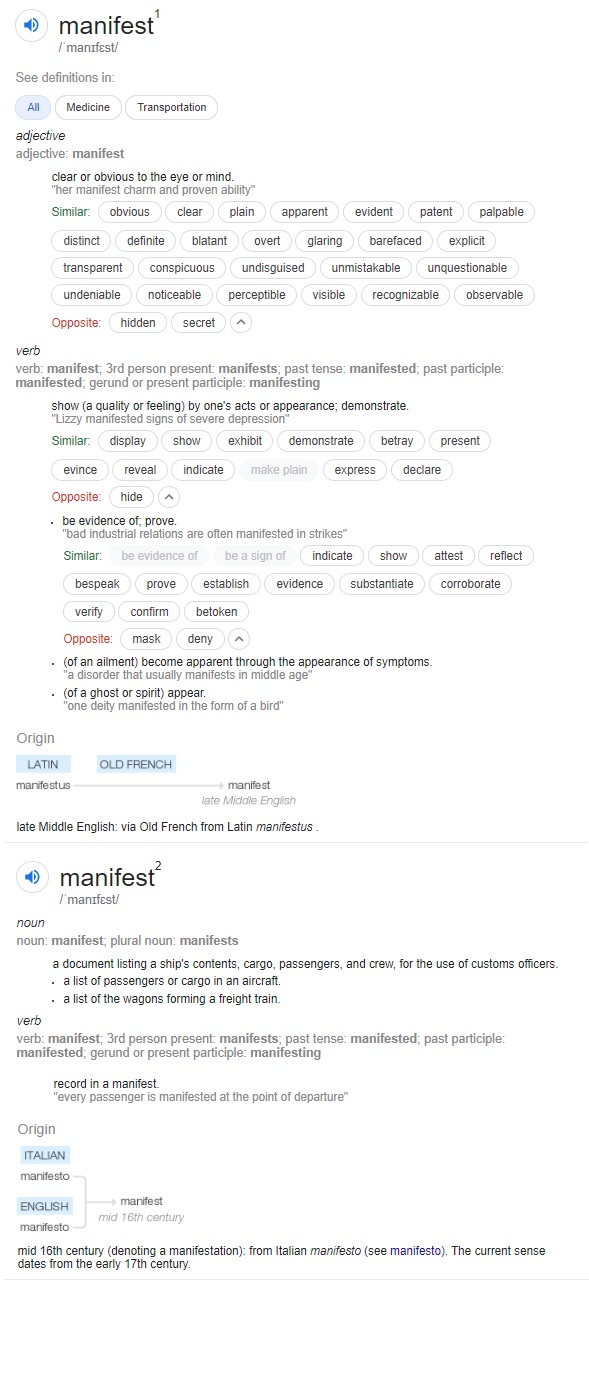 manifest¹
/ˈmanɪfɛst/
See definitions in:
All Medicine Transportation
adjective
adjective: manifest
clear or obvious to the eye or mind.
"her manifest charm and proven ability"
Similar: obvious clear plain apparent evident patent palpable
distinct definite blatant overt glaring barefaced explicit
transparent conspicuous undisguised unmistakable unquestionable
undeniable noticeable perceptible visible recognizable observable
Opposite: hidden secret
verb
verb: manifest; 3rd person present: manifests; past tense: manifested; past participle:
manifested; gerund or present participle: manifesting
show (a quality or feeling) by one's acts or appearance; demonstrate.
"Lizzy manifested signs of severe depression"
Similar: display show exhibit demonstrate betray present
evince reveal indicate make plain express declare
Opposite: hide
• be evidence of; prove.
"bad industrial relations are often manifested in strikes"
Similar: be evidence of be a sign of indicate show attest reflect
bespeak prove establish evidence substantiate corroborate
verify confirm betoken
Opposite: mask deny
• (of an ailment) become apparent through the appearance of symptoms.
"a disorder that usually manifests in middle age"
• (of a ghost or spirit) appear.
"one deity manifested in the form of a bird"
Origin
LATIN OLD FRENCH
manifestus manifest
late Middle English
late Middle English: via Old French from Latin manifestus .
manifest²
/ˈmanɪfɛst/
noun
noun: manifest; plural noun: manifests
a document listing a ship's contents, cargo, passengers, and crew, for the use of customs officers.
• a list of passengers or cargo in an aircraft.
• a list of the wagons forming a freight train.
verb
verb: manifest; 3rd person present: manifests; past tense: manifested; past participle:
manifested; gerund or present participle: manifesting
record in a manifest.
"every passenger is manifested at the point of departure"
Origin
ITALIAN
manifesto
manifest
ENGLISH
mid 16th century
manifesto
mid 16th century (denoting a manifestation): from Italian manifesto (see manifesto). The current sense
dates from the early 17th century.